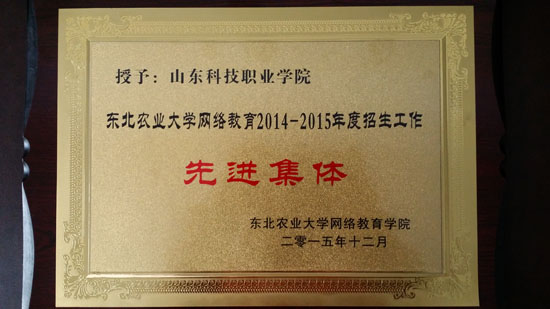 授予：山东科技职业学院
东北农业大学网络教育2014-2015年度招生工作
先进集体
东北农业大学网络教育学院
二〇一五年十二月